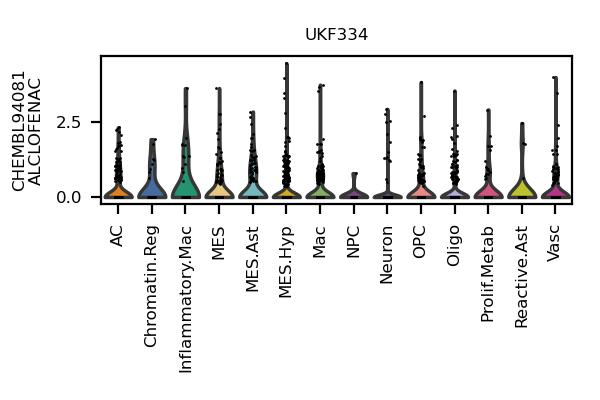 UKF334
CHEMBL94081
ALCLOFENAC
2.5
0.0
AC
Chromatin.Reg
Inflammatory.Mac
MES
MES.Ast
MES.Hyp
Mac
NPC
Neuron
OPC
Oligo
Prolif.Metab
Reactive.Ast
Vasc